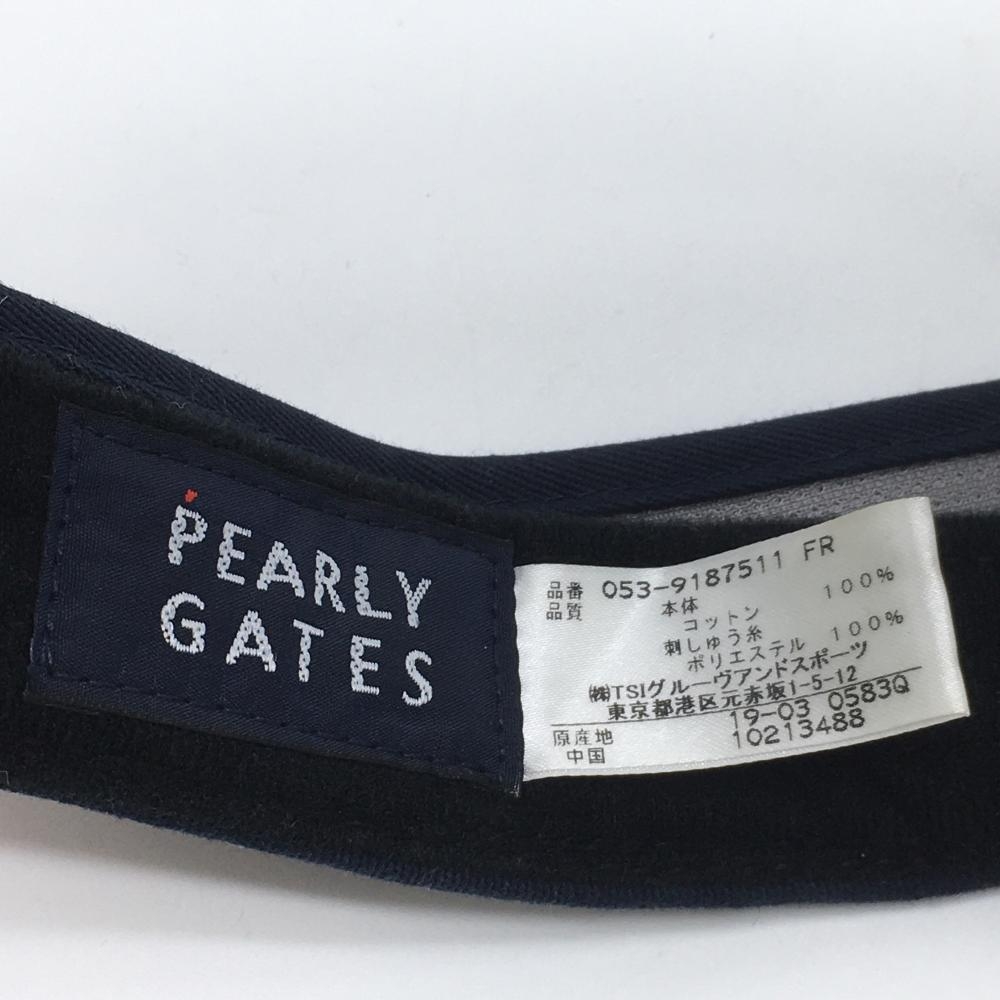 PEARLY
GATES
品番 053-9187511 FR
品質 本体
コットン 100%
刺しゅう糸
ポリエステル 100%
㈱TSIグルーヴアンドスポーツ
東京都港区元赤坂1-5-12
19-03 0583Q
原産地 10213488
中国